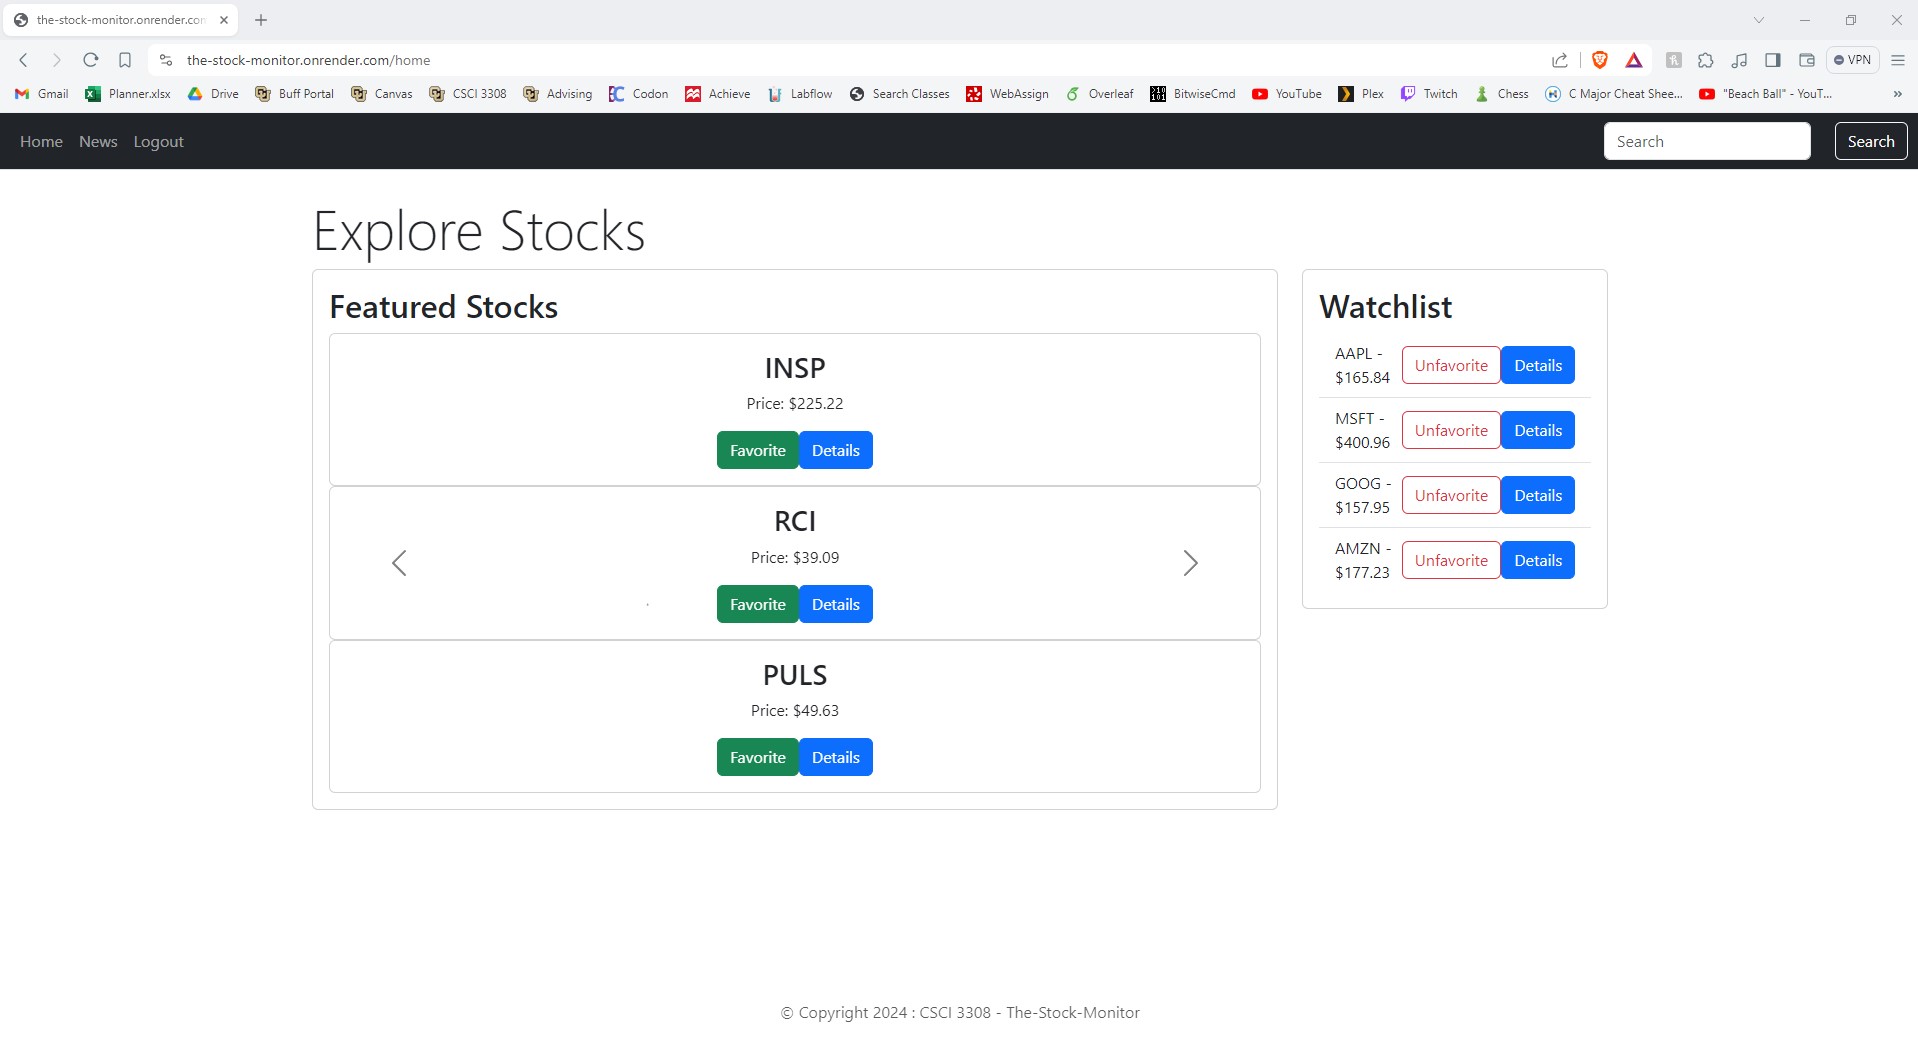 the-stock-monitor.onrender.con
the-stock-monitor.onrender.com/home
VPN
Gmail Planner.xlsx Drive Buff Portal Canvas CSCI 3308 Advising Codon Achieve Labflow Search Classes WebAssign Overleaf BitwiseCmd YouTube Plex Twitch Chess C Major Cheat Shee... "Beach Ball" - YouT... »
Home News Logout Search Search
Explore Stocks
Featured Stocks
INSP
Price: $225.22
Favorite Details
RCI
Price: $39.09
Favorite Details
PULS
Price: $49.63
Favorite Details
Watchlist
AAPL -
$165.84
Unfavorite Details
MSFT -
$400.96
Unfavorite Details
GOOG -
$157.95
Unfavorite Details
AMZN -
$177.23
Unfavorite Details
© Copyright 2024 : CSCI 3308 - The-Stock-Monitor